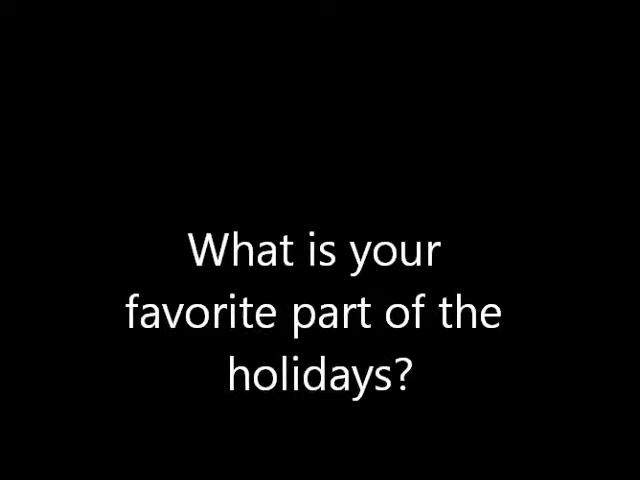 What is your
favorite part of the
holidays?